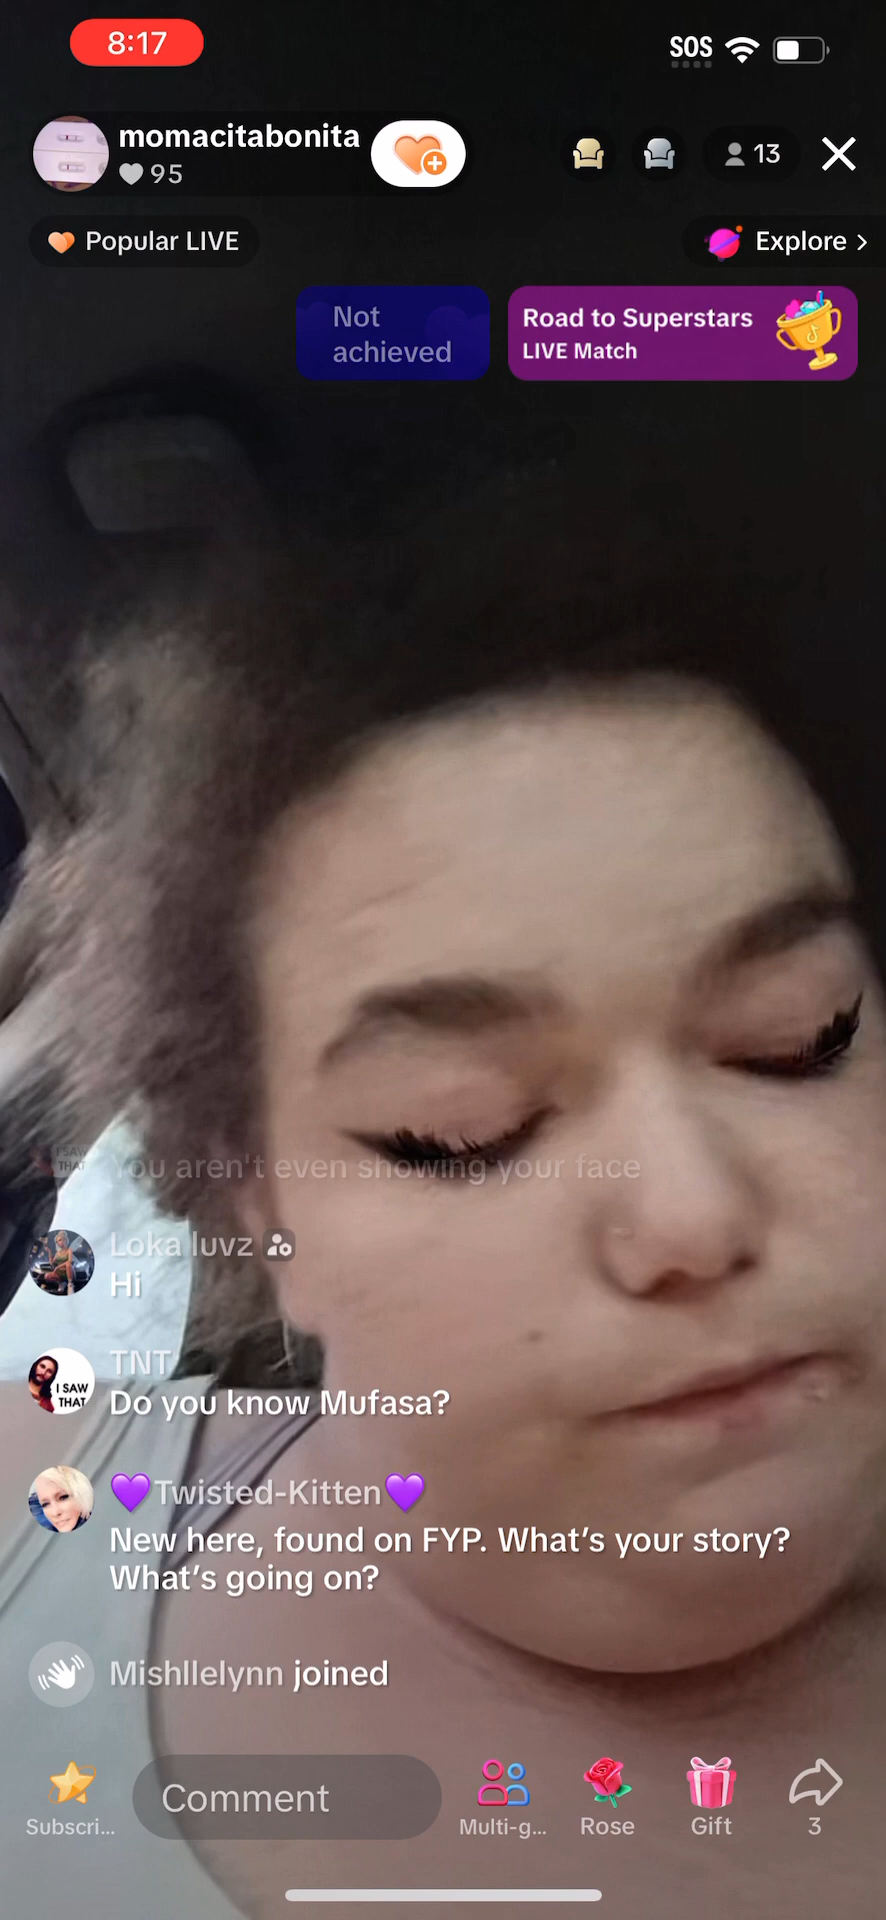 8:17
SOS
momacitabonita
95
13
Popular LIVE
Explore >
Not
achieved
Road to Superstars
LIVE Match
You aren't even showing your face
Loka luvz
Hi
TNT
Do you know Mufasa?
💜Twisted-Kitten💜
New here, found on FYP. What's your story?
What's going on?
Mishllelynn joined
Subscri...
Comment
Multi-g...
Rose
Gift
3
I SAW
THAT
I SAW
THAT